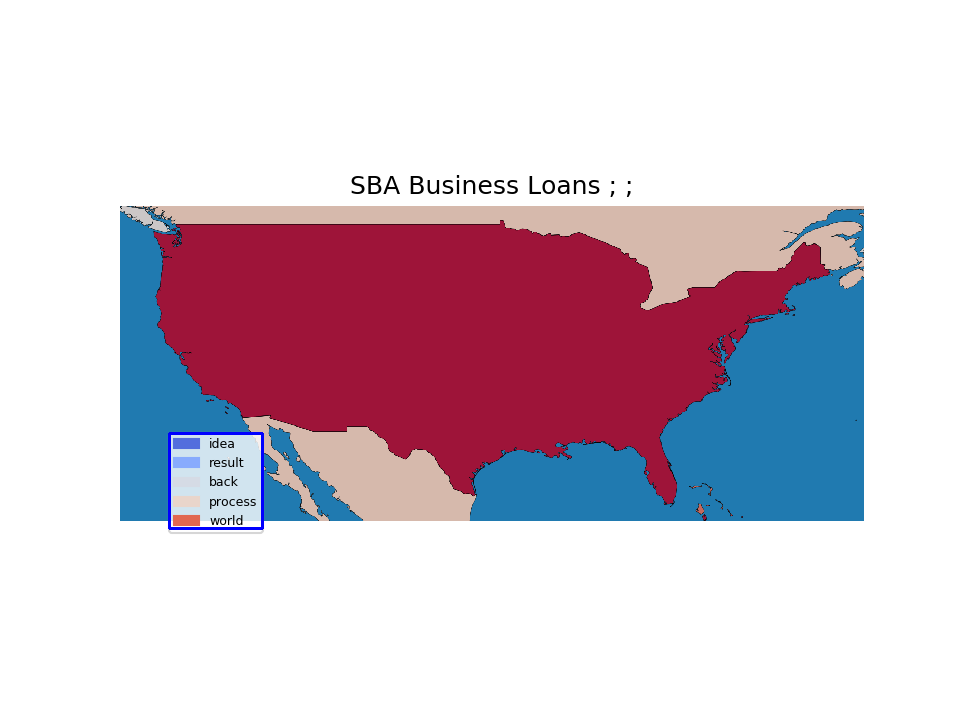 SBA Business Loans ; ;
idea
result
back
process
world